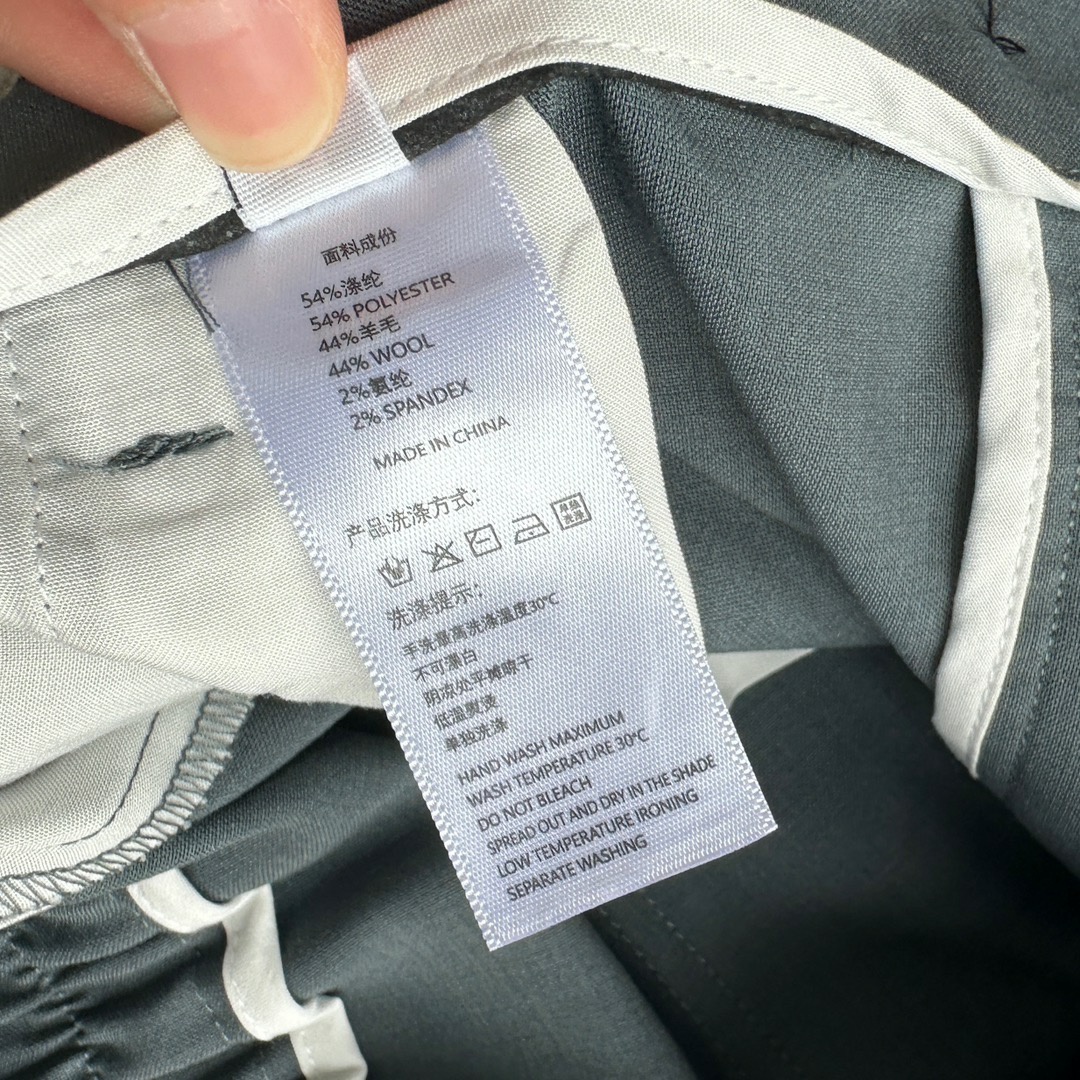 面料成份
54%涤纶
54% POLYESTER
44%羊毛
44% WOOL
2%氨纶
2% SPANDEX
MADE IN CHINA
产品洗涤方式：
单独
洗涤
洗涤提示：
手洗最高洗涤温度30℃
不可漂白
阴凉处平摊晾干
低温熨烫
单独洗涤
HAND WASH MAXIMUM
WASH TEMPERATURE 30℃
DO NOT BLEACH
SPREAD OUT AND DRY IN THE SHADE
LOW TEMPERATURE IRONING
SEPARATE WASHING